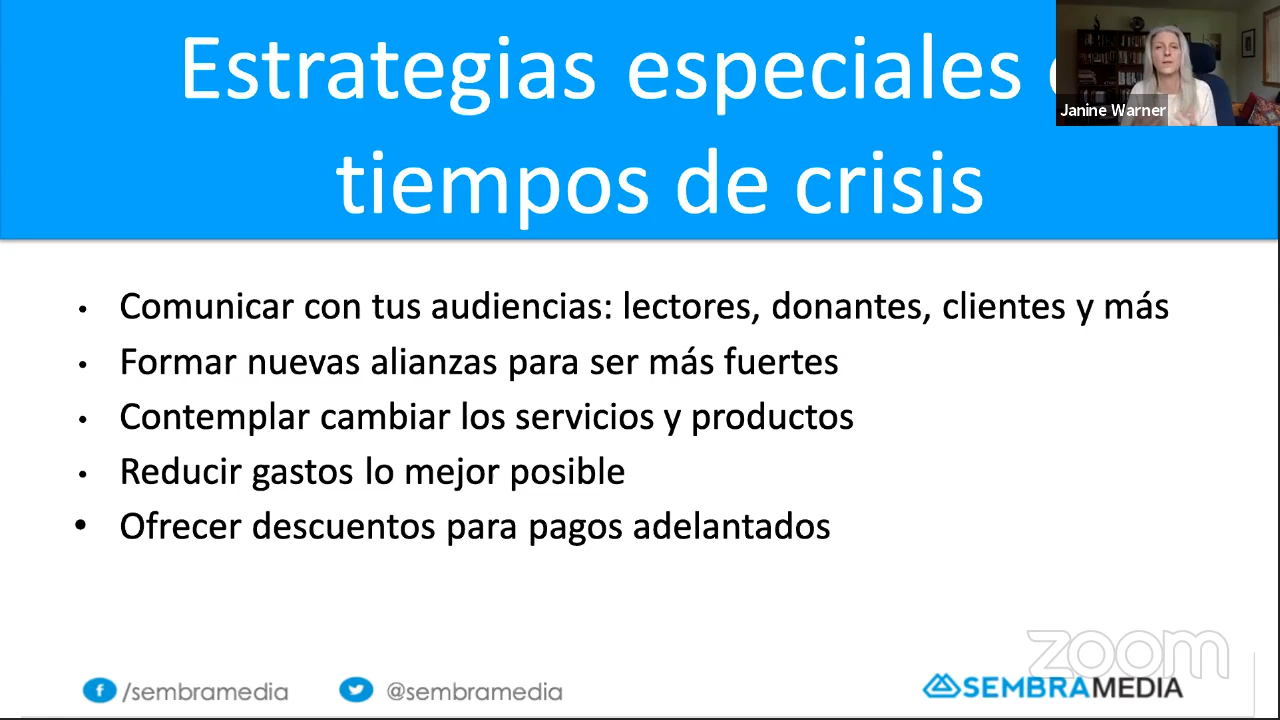 Estrategias especiales
tiempos de crisis
Janine Warner
• Comunicar con tus audiencias: lectores, donantes, clientes y más
• Formar nuevas alianzas para ser más fuertes
• Contemplar cambiar los servicios y productos
• Reducir gastos lo mejor posible
• Ofrecer descuentos para pagos adelantados
zoom
f /sembramedia @sembramedia SEMBRAMEDIA